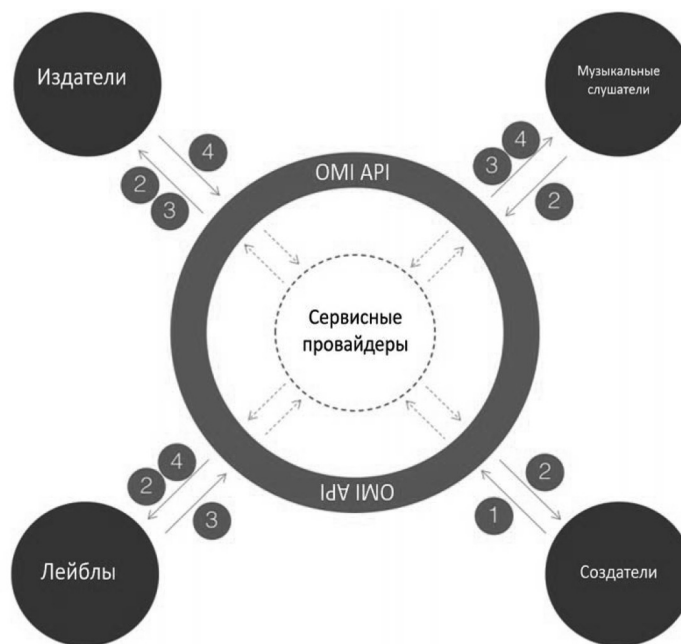 Издатели
Музыкальные
слушатели
4
2
3
4
3
2
OMI API
Сервисные
провайдеры
4
2
3
OMI API
2
1
Лейблы
Создатели